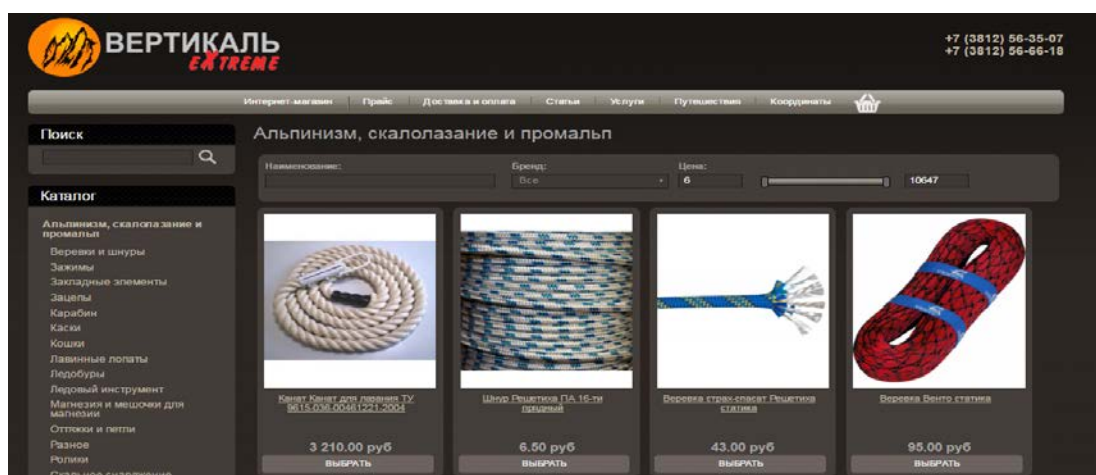 ВЕРТИКАЛЬ
EXTREME
+7 (3812) 56-35-07
+7 (3812) 56-66-18
Интернет-магазин Прайс Доставка и оплата Статьи Услуги Путешествия Координаты
Поиск
Каталог
Альпинизм, скалолазание и
промальп
Веревки и шнуры
Зажимы
Закладные элементы
Зацепы
Карабин
Каски
Кошки
Лавинные лопаты
Ледобуры
Ледовый инструмент
Магнезия и мешочки для
магнезии
Оттяжки и петли
Разное
Ролики
Скальное снаряжение
Альпинизм, скалолазание и промальп
Наименование: Бренд: Цена:
Все 6 10647
Канат Канат для лазания ТУ
9615-036-00461221-2004
3 210.00 руб
ВЫБРАТЬ
Шнур Решетиха ПА 16-ти
прядный
6.50 руб
ВЫБРАТЬ
Веревка страх-спасат Решетиха
статика
43.00 руб
ВЫБРАТЬ
Веревка Венто статика
95.00 руб
ВЫБРАТЬ